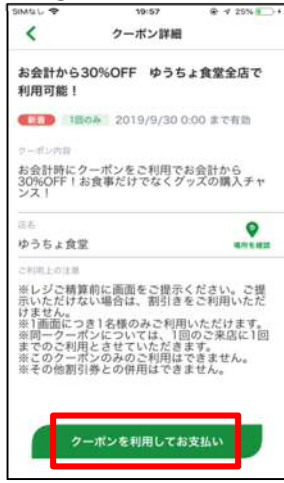 SIMなし 19:57 25%
クーポン詳細
お会計から30%OFF ゆうちょ食堂全店で
利用可能！
新着 1回のみ 2019/9/30 0:00 まで有効
クーポン内容
お会計時にクーポンをご利用でお会計から
30%OFF！お食事だけでなくグッズの購入チャ
ンス！
店名
ゆうちょ食堂
場所を確認
ご利用上の注意
※レジご精算前に画面をご提示ください。ご提
示いただけない場合は、割引きをご利用いただ
けません。
※1画面につき1名様のみご利用いただけます。
※同一クーポンについては、1回のご来店に1回
までのご利用とさせていただきます。
※このクーポンのみのご利用はできません。
※その他割引券との併用はできません。
クーポンを利用してお支払い